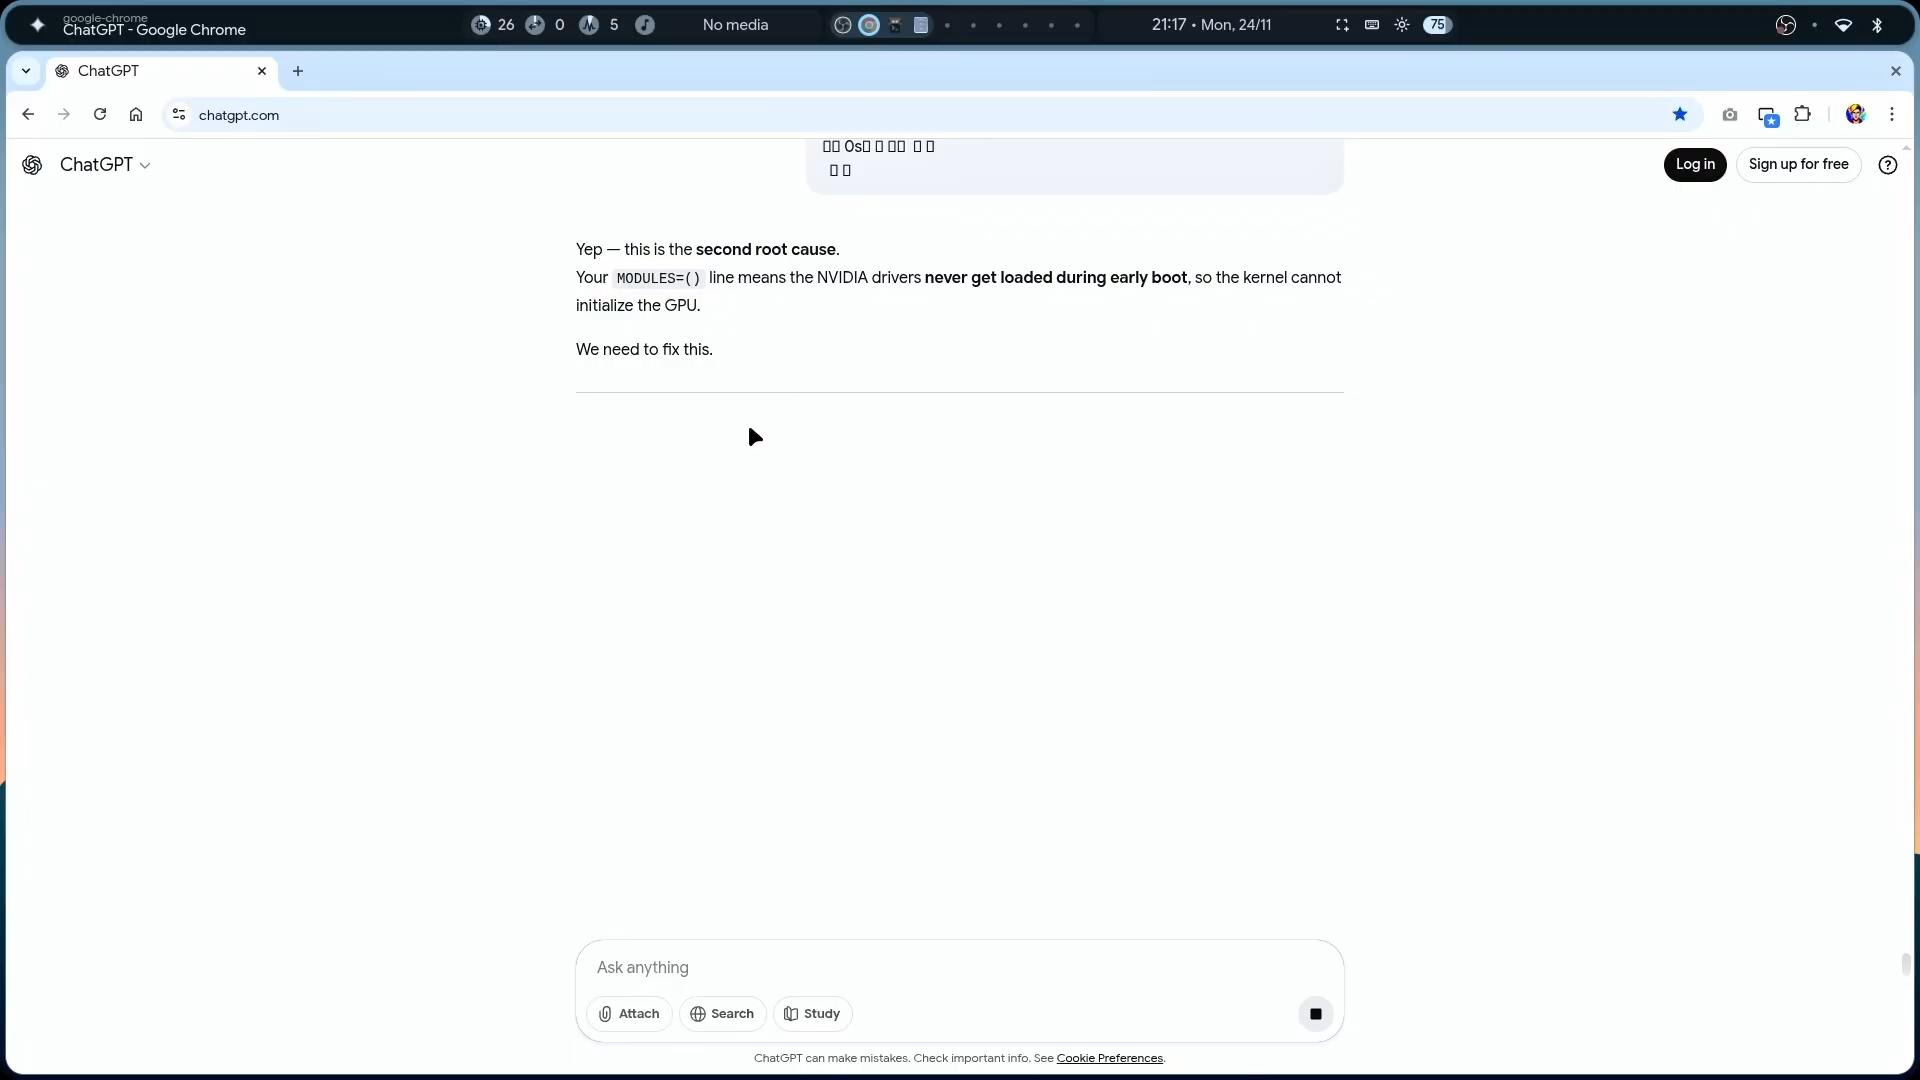 google-chrome
ChatGPT - Google Chrome
26
0
5
No media
21:17 • Mon, 24/11
75
ChatGPT
chatgpt.com
ChatGPT
Log in
Sign up for free
0s
Yep — this is the second root cause.
Your MODULES=() line means the NVIDIA drivers never get loaded during early boot, so the kernel cannot
initialize the GPU.
We need to fix this.
Ask anything
Attach
Search
Study
ChatGPT can make mistakes. Check important info. See Cookie Preferences.